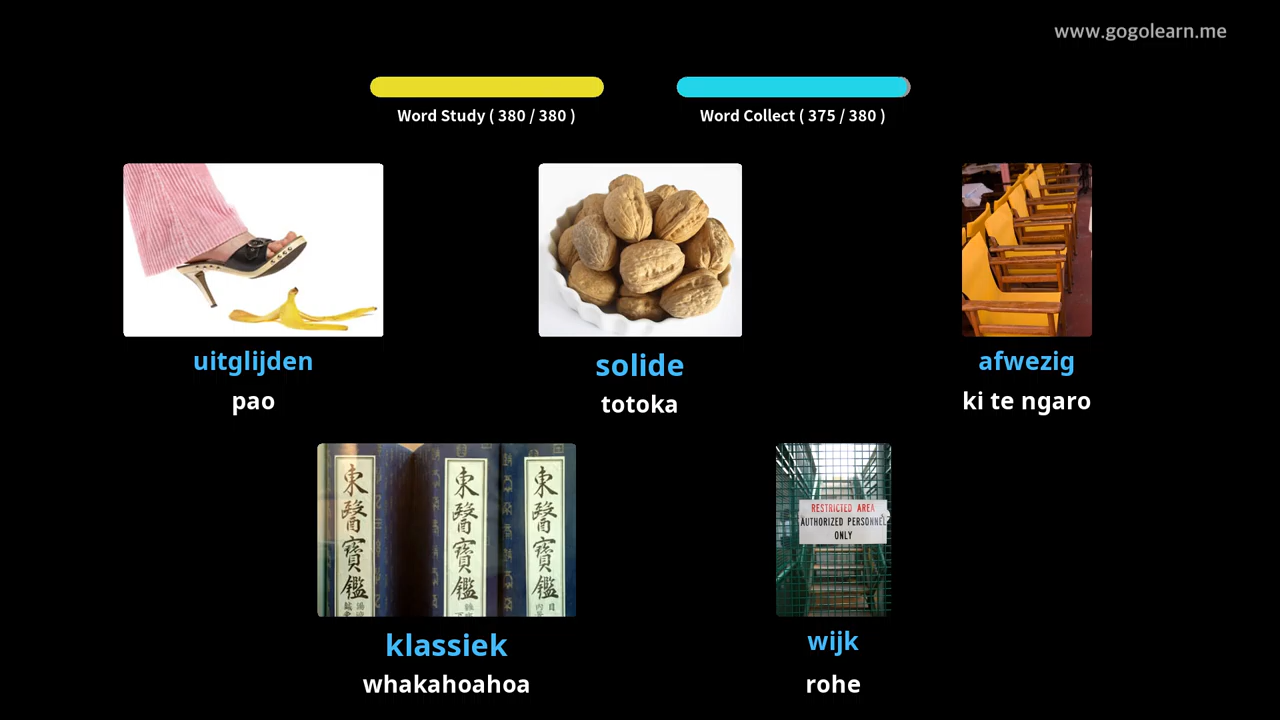 www.gogolearn.me
Word Study ( 380 / 380 )
Word Collect ( 375 / 380 )
uitglijden
pao
solide
totoka
afwezig
ki te ngaro
東醫寶鑑
東醫寶鑑
東醫寶鑑
RESTRICTED AREA
AUTHORIZED PERSONNEL
ONLY
klassiek
whakahoahoa
wijk
rohe